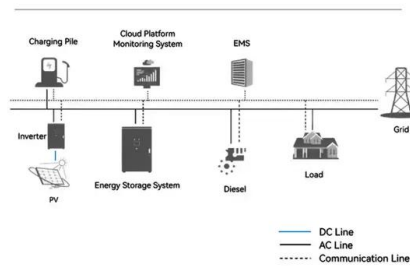 Charging Pile
Cloud Platform
Monitoring System
EMS
Grid
Inverter
PV
Energy Storage System
Diesel
Load
DC Line
AC Line
Communication Line